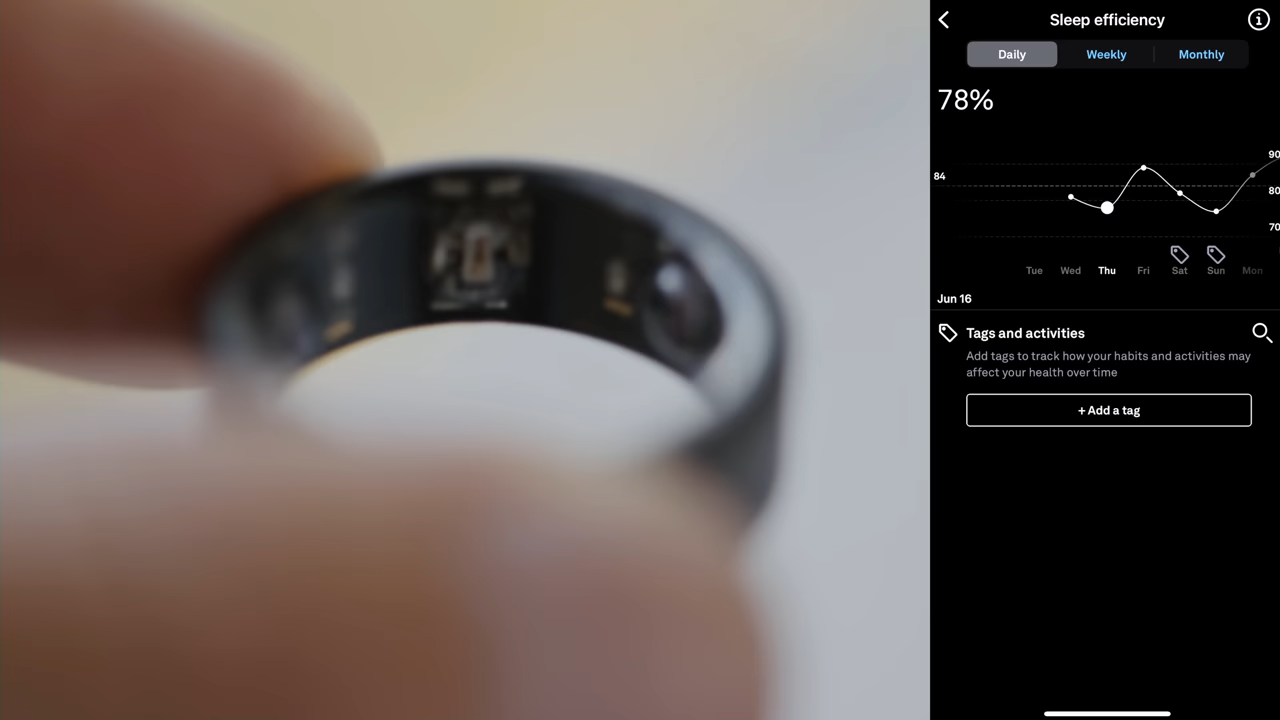 Sleep efficiency
Daily
Weekly
Monthly
78%
90
84
80
70
Tue
Wed
Thu
Fri
Sat
Sun
Mon
Jun 16
Tags and activities
Add tags to track how your habits and activities may
affect your health over time
+ Add a tag